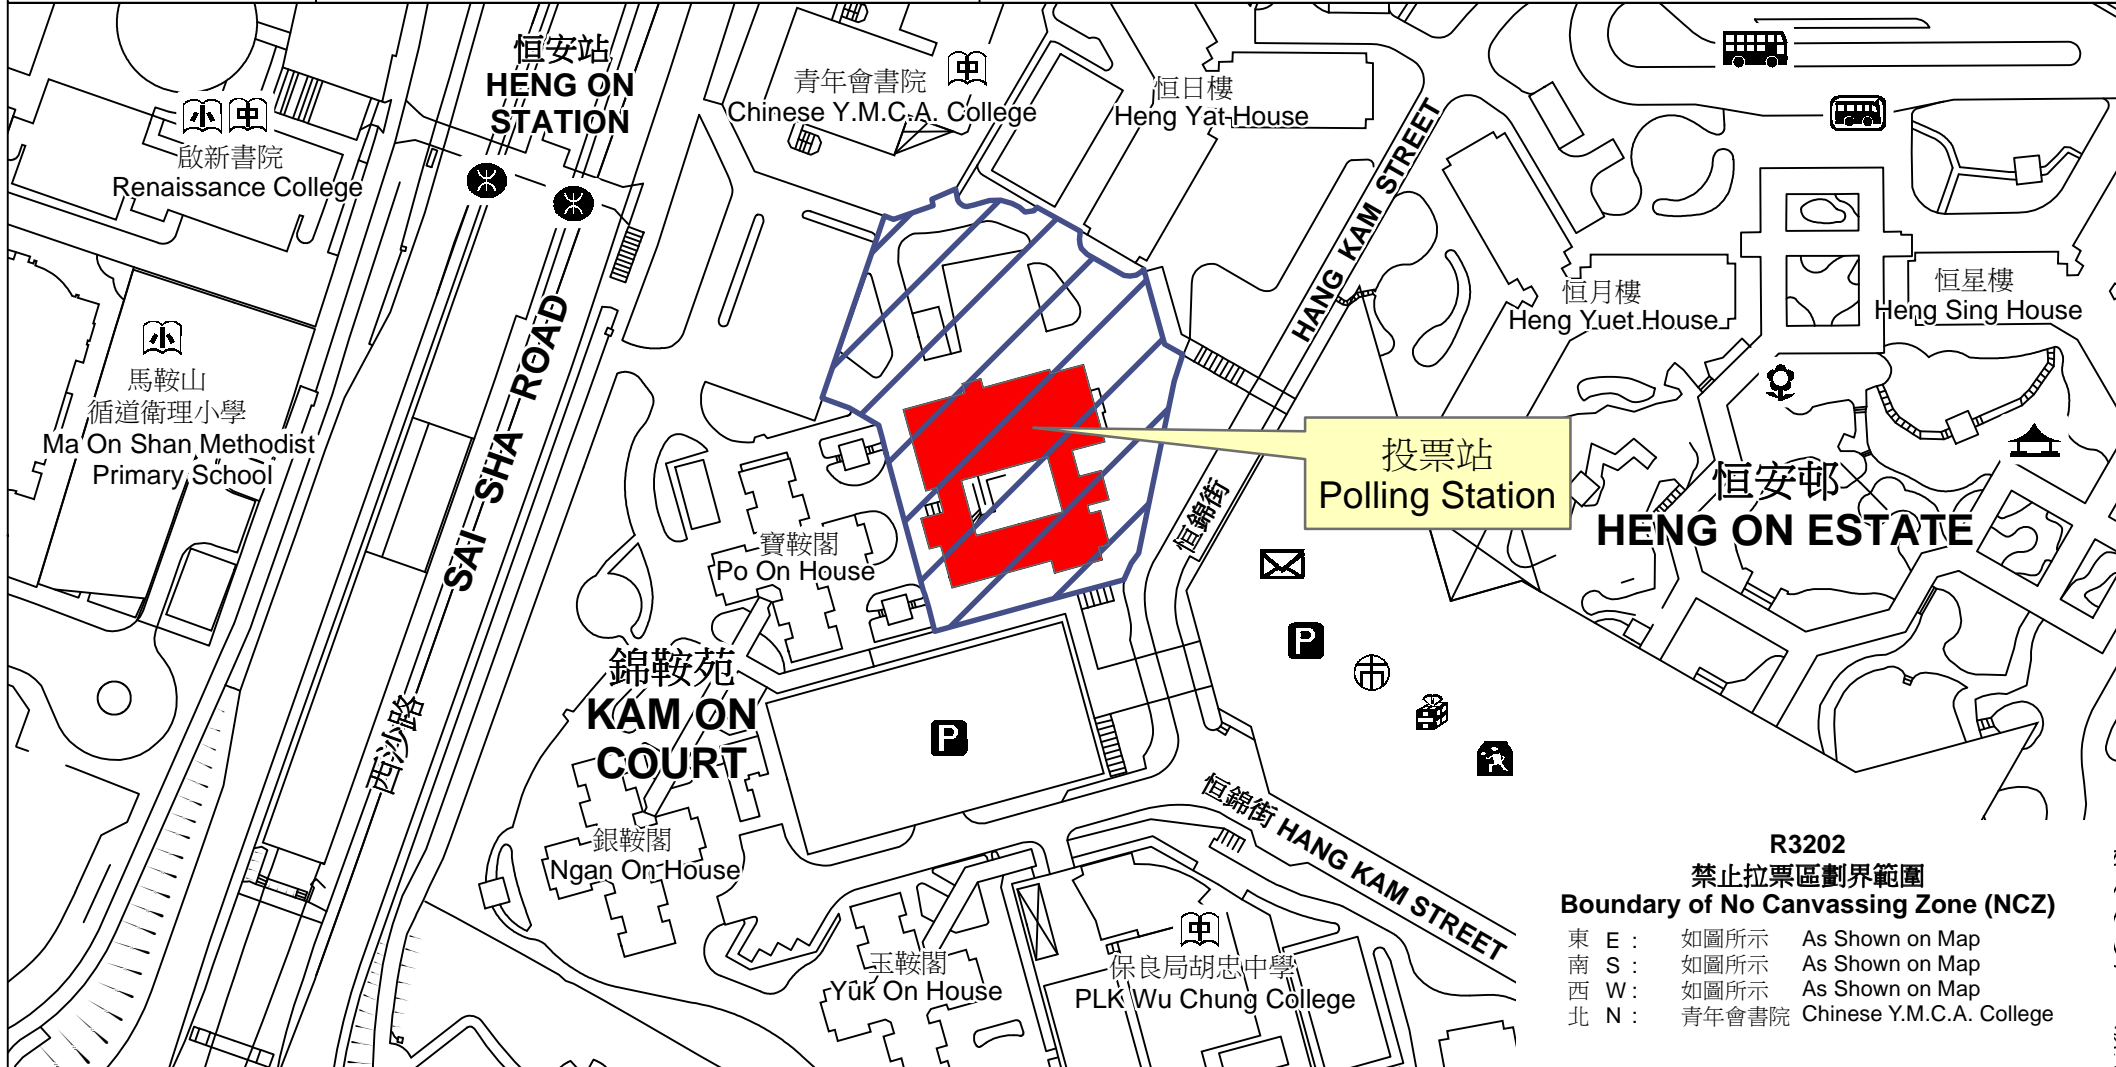 恒安站
HENG ON
STATION
青年會書院
中
Chinese Y.M.C.A. College
恒日樓
Heng Yat House
小 中
啟新書院
Renaissance College
HANG KAM STREET
恒月樓
Heng Yuet House
恒星樓
Heng Sing House
小
馬鞍山
循道衛理小學
Ma On Shan Methodist
Primary School
SAI SHA ROAD
西沙路
投票站
Polling Station
恒錦街
恒安邨
HENG ON ESTATE
寶鞍閣
Po On House
錦鞍苑
KAM ON
COURT
P
P
市
銀鞍閣
Ngan On House
恒錦街 HANG KAM STREET
玉鞍閣
Yuk On House
中
保良局胡忠中學
PLK Wu Chung College
R3202
禁止拉票區劃界範圍
Boundary of No Canvassing Zone (NCZ)
東 E : 如圖所示 As Shown on Map
南 S : 如圖所示 As Shown on Map
西 W : 如圖所示 As Shown on Map
北 N : 青年會書院 Chinese Y.M.C.A. College